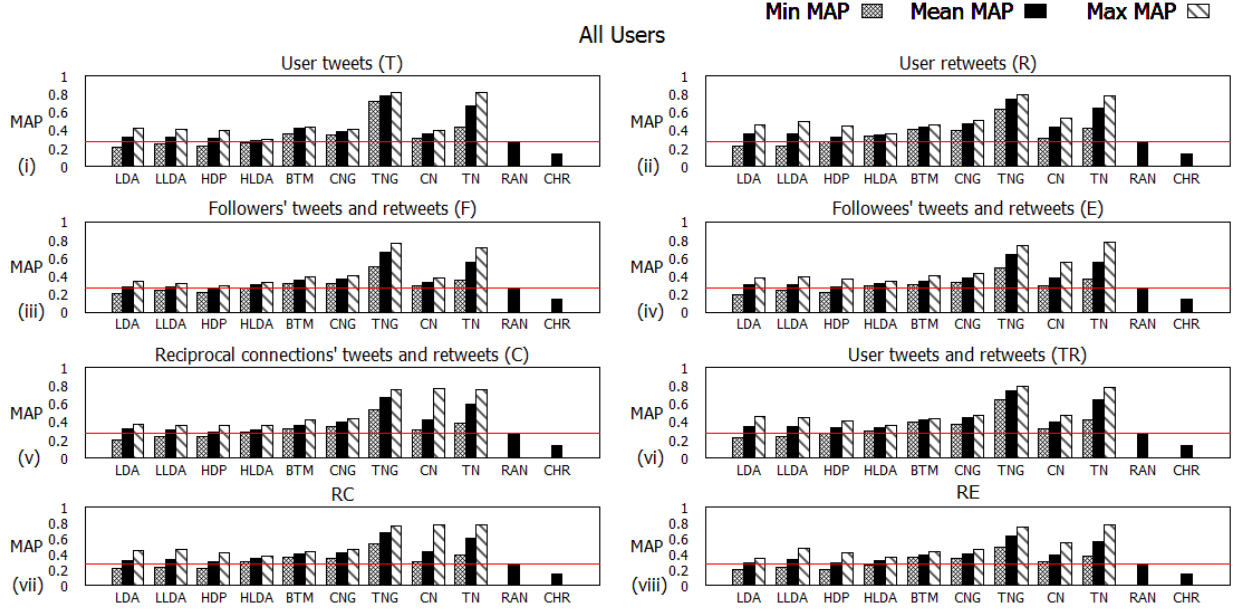 Min MAP Mean MAP Max MAP
All Users
User tweets (T)
1
0.8
0.6
0.4
0.2
0
MAP
(i)
LDA LLDA HDP HLDA BTM CNG TNG CN TN RAN CHR
User retweets (R)
1
0.8
0.6
0.4
0.2
0
MAP
(ii)
LDA LLDA HDP HLDA BTM CNG TNG CN TN RAN CHR
Followers' tweets and retweets (F)
1
0.8
0.6
0.4
0.2
0
MAP
(iii)
LDA LLDA HDP HLDA BTM CNG TNG CN TN RAN CHR
Followees' tweets and retweets (E)
1
0.8
0.6
0.4
0.2
0
MAP
(iv)
LDA LLDA HDP HLDA BTM CNG TNG CN TN RAN CHR
Reciprocal connections' tweets and retweets (C)
1
0.8
0.6
0.4
0.2
0
MAP
(v)
LDA LLDA HDP HLDA BTM CNG TNG CN TN RAN CHR
User tweets and retweets (TR)
1
0.8
0.6
0.4
0.2
0
MAP
(vi)
LDA LLDA HDP HLDA BTM CNG TNG CN TN RAN CHR
RC
1
0.8
0.6
0.4
0.2
0
MAP
(vii)
LDA LLDA HDP HLDA BTM CNG TNG CN TN RAN CHR
RE
1
0.8
0.6
0.4
0.2
0
MAP
(viii)
LDA LLDA HDP HLDA BTM CNG TNG CN TN RAN CHR